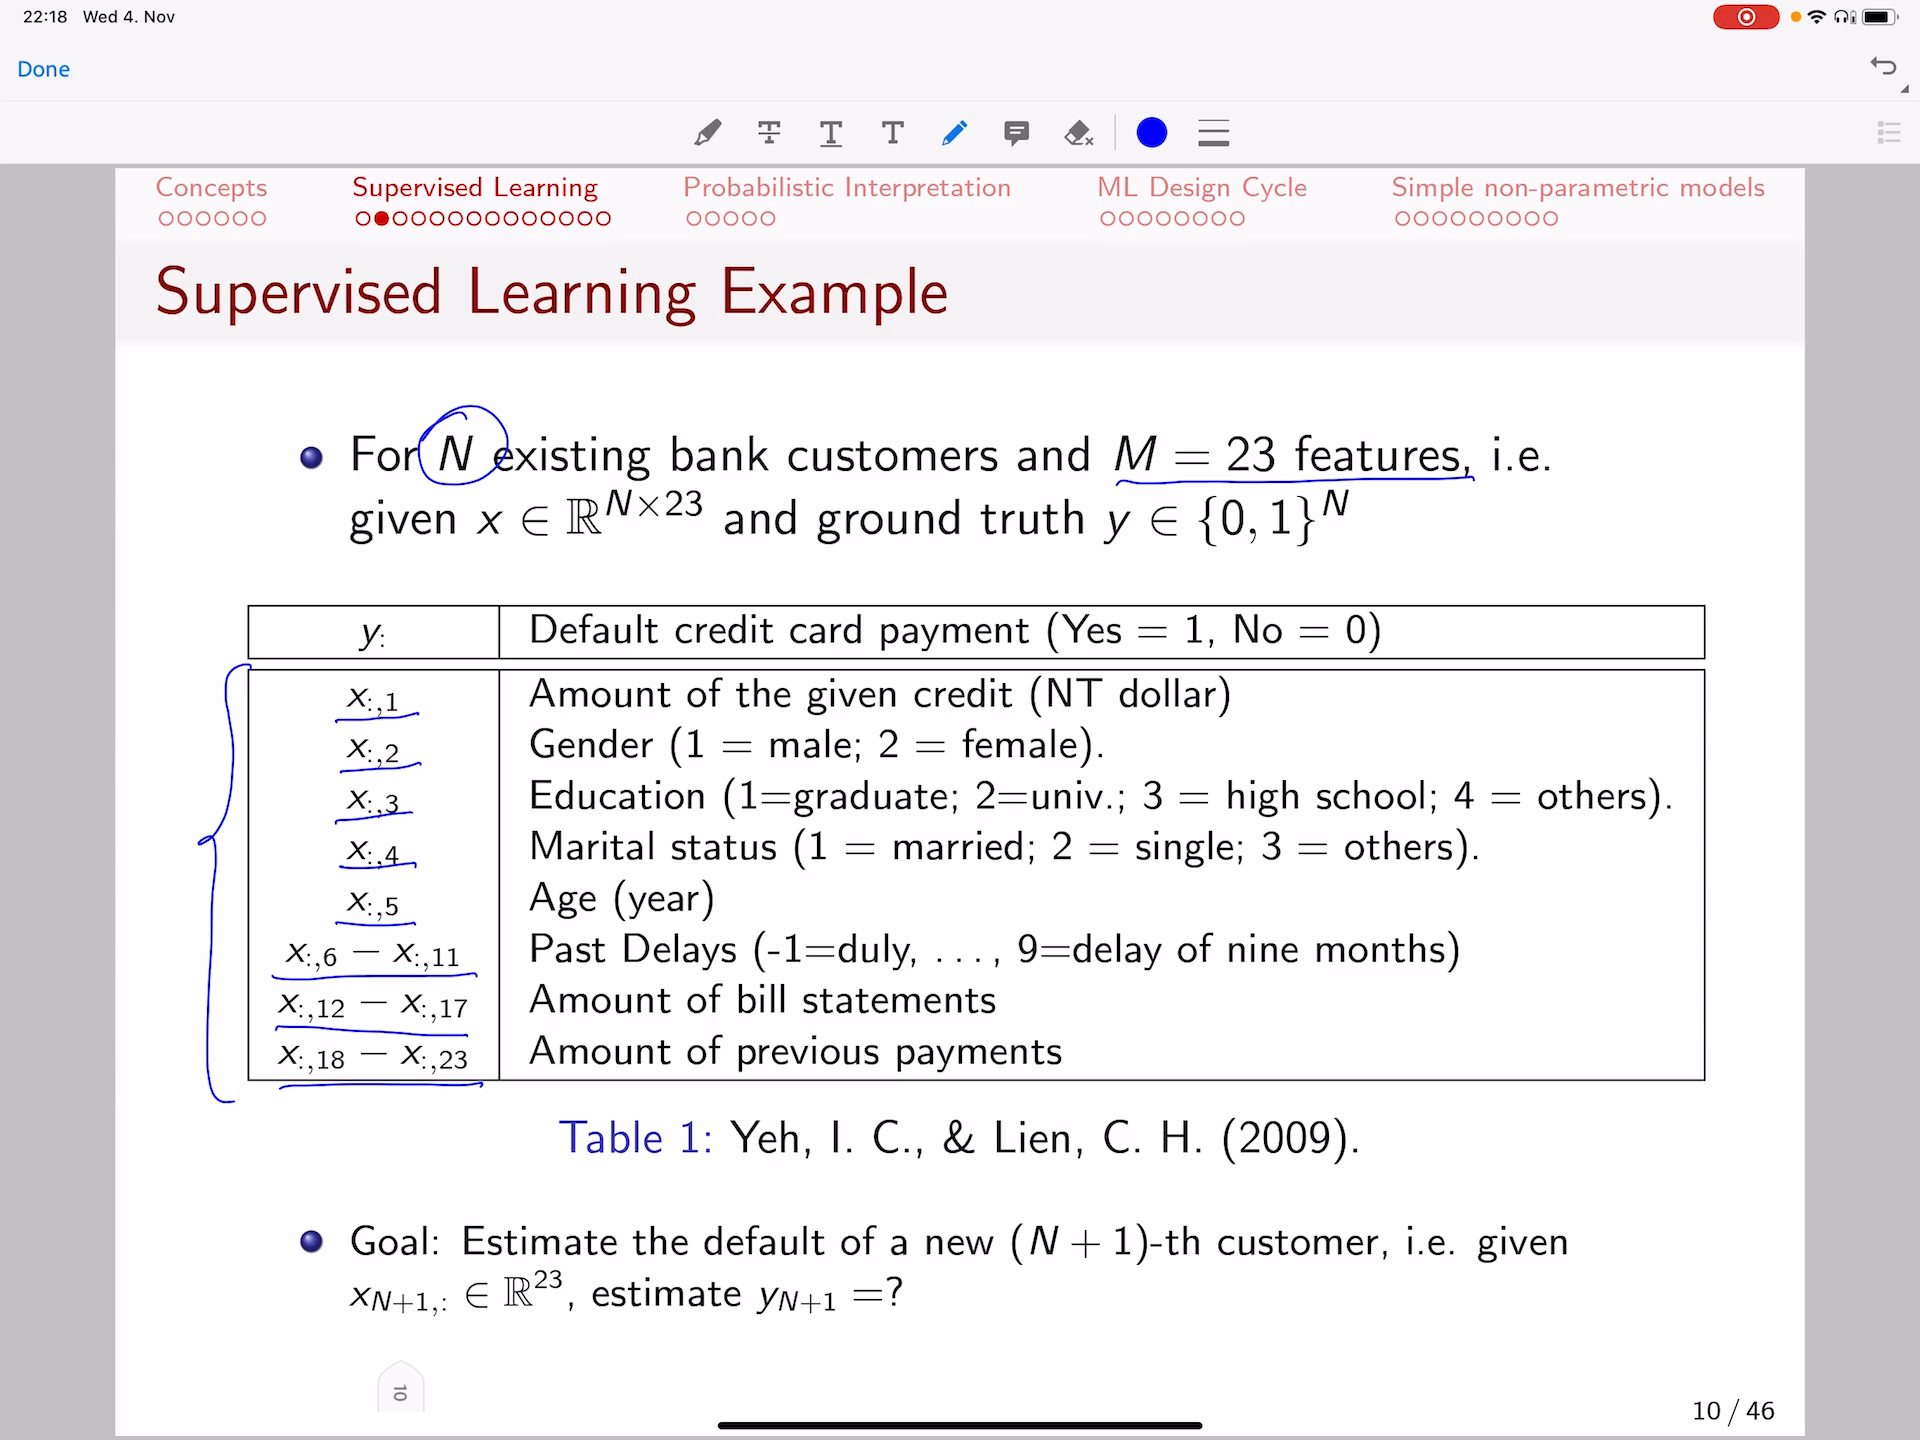 22:18 Wed 4. Nov
Done
Concepts Supervised Learning Probabilistic Interpretation ML Design Cycle Simple non-parametric models
Supervised Learning Example
For N existing bank customers and M = 23 features, i.e.
given x ∈ ℝ^{N×23} and ground truth y ∈ {0, 1}^N
y_: Default credit card payment (Yes = 1, No = 0)
x_{:,1} Amount of the given credit (NT dollar)
x_{:,2} Gender (1 = male; 2 = female).
x_{:,3} Education (1=graduate; 2=univ.; 3 = high school; 4 = others).
x_{:,4} Marital status (1 = married; 2 = single; 3 = others).
x_{:,5} Age (year)
x_{:,6} − x_{:,11} Past Delays (-1=duly, ..., 9=delay of nine months)
x_{:,12} − x_{:,17} Amount of bill statements
x_{:,18} − x_{:,23} Amount of previous payments
Table 1: Yeh, I. C., & Lien, C. H. (2009).
Goal: Estimate the default of a new (N + 1)-th customer, i.e. given
x_{N+1,:} ∈ ℝ^{23}, estimate y_{N+1} =?
10
10 / 46